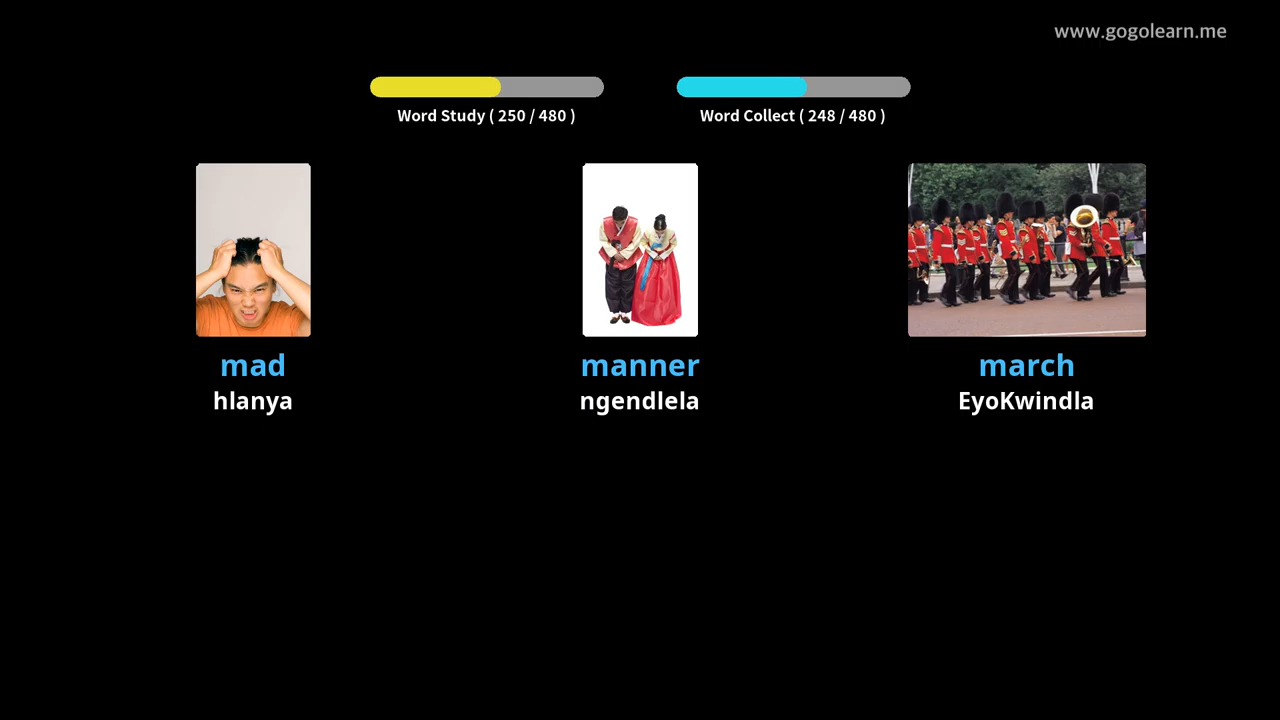 www.gogolearn.me
Word Study ( 250 / 480 )
Word Collect ( 248 / 480 )
mad
hlanya
manner
ngendlela
march
EyoKwindla